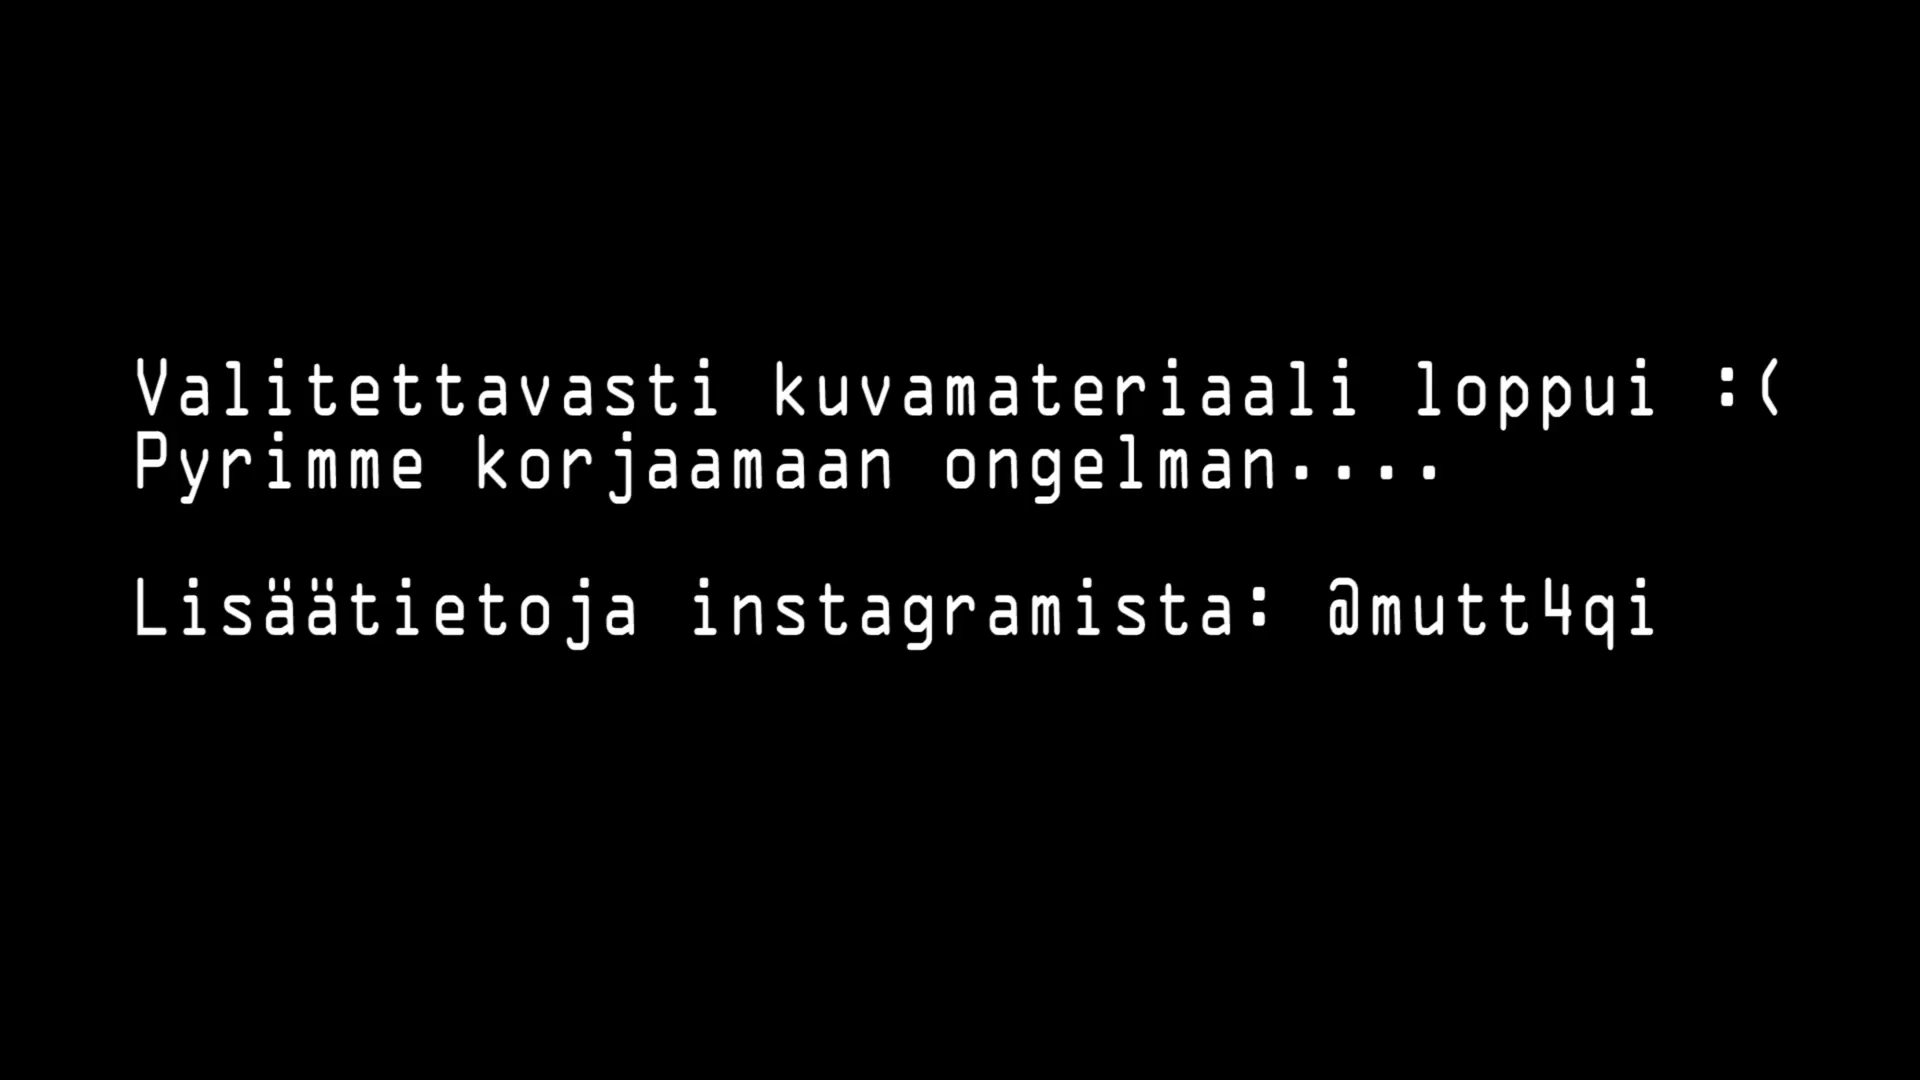 Valitettavasti kuvamateriaali loppui :(
Pyrimme korjaamaan ongelman....
Lisäätietoja instagramista: @mutt4qi